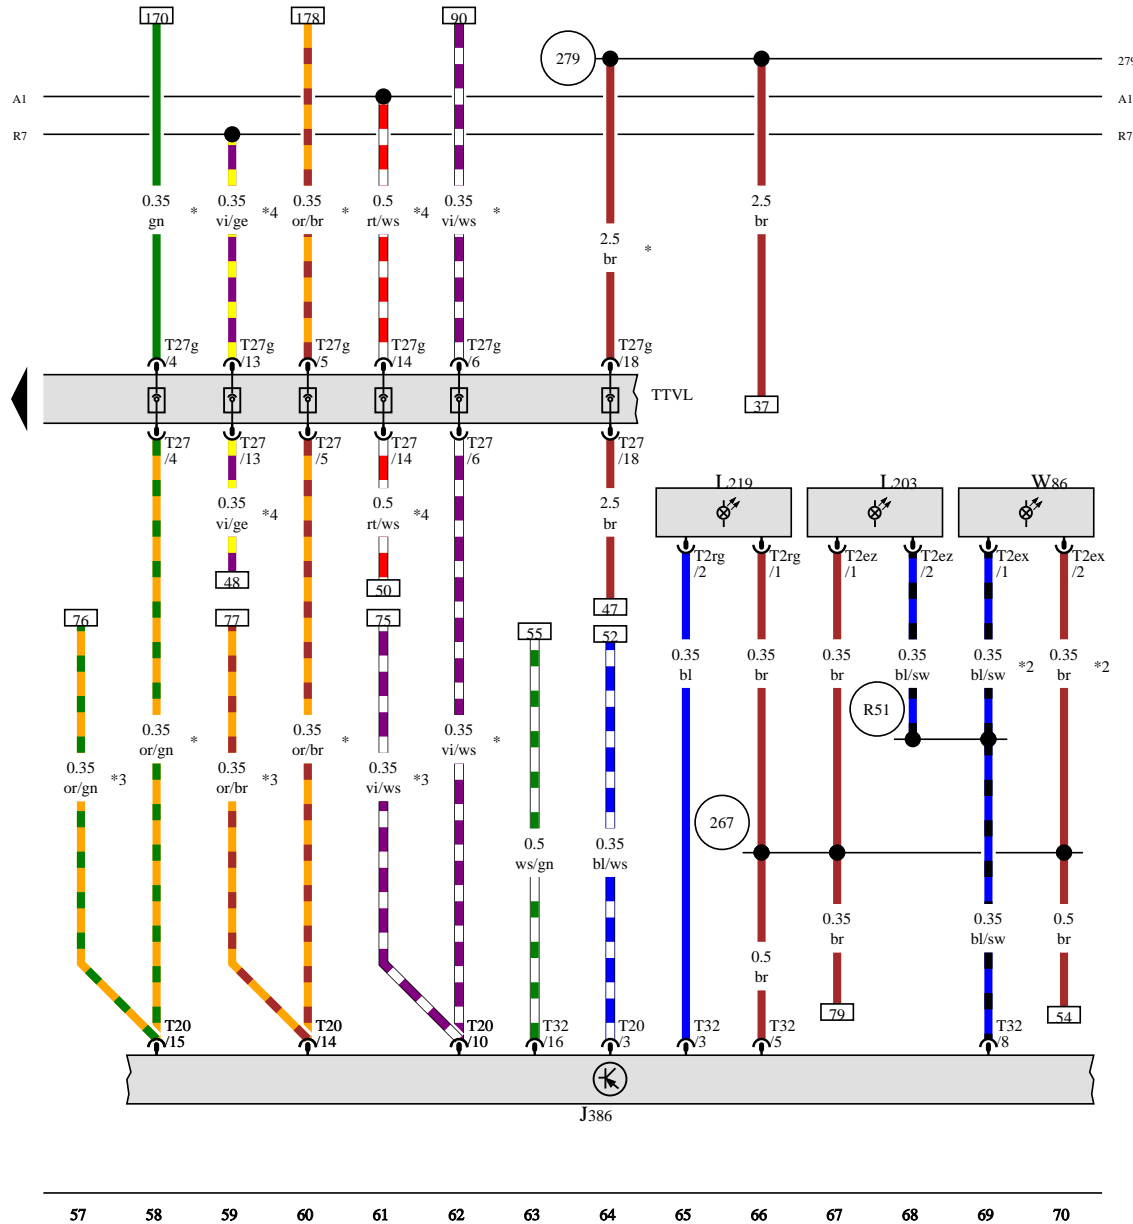 170 178 90
279 279
A1 A1
R7 R7
0.35 0.35 0.35 0.5 0.35 2.5
gn * vi/ge *4 or/br * rt/ws *4 vi/ws * br
2.5
br *
T27g T27g T27g T27g T27g T27g
/4 /13 /5 /14 /6 /18
TTVL
37
T27 T27 T27 T27 T27 T27
/4 /13 /5 /14 /6 /18
L219 L203 W86
0.35 0.5 2.5
vi/ge *4 rt/ws *4 br
T2rg T2rg T2ez T2ez T2ex T2ex
/2 /1 /1 /2 /1 /2
48 50 47
76 77 75 55 52
0.35 0.35 0.35 0.35 0.35 0.35
bl br br bl/sw bl/sw *2 br *2
R51
0.35 0.35 0.35
or/gn * or/br * vi/ws *
0.35 0.35 0.35
or/gn *3 or/br *3 vi/ws *3
267
0.5 0.35
ws/gn bl/ws
0.35 0.35 0.5
br bl/sw br
0.5
br
79 54
T20 T20 T20 T32 T20 T32 T32 T32
/15 /14 /10 /16 /3 /3 /5 /8
J386
57 58 59 60 61 62 63 64 65 66 67 68 69 70